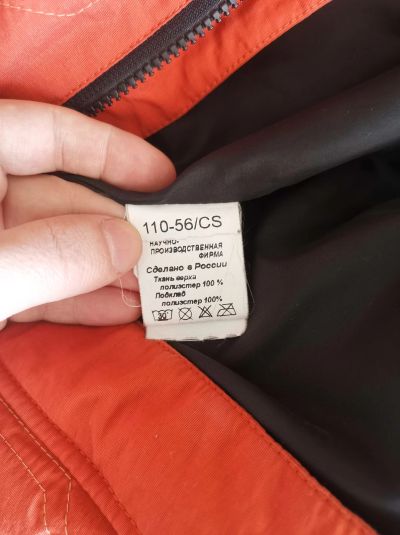 110-56/CS
НАУЧНО-
ПРОИЗВОДСТВЕННАЯ
ФИРМА
Сделано в России
Ткань верха
полиэстер 100 %
Подклад
полиэстер 100%
30